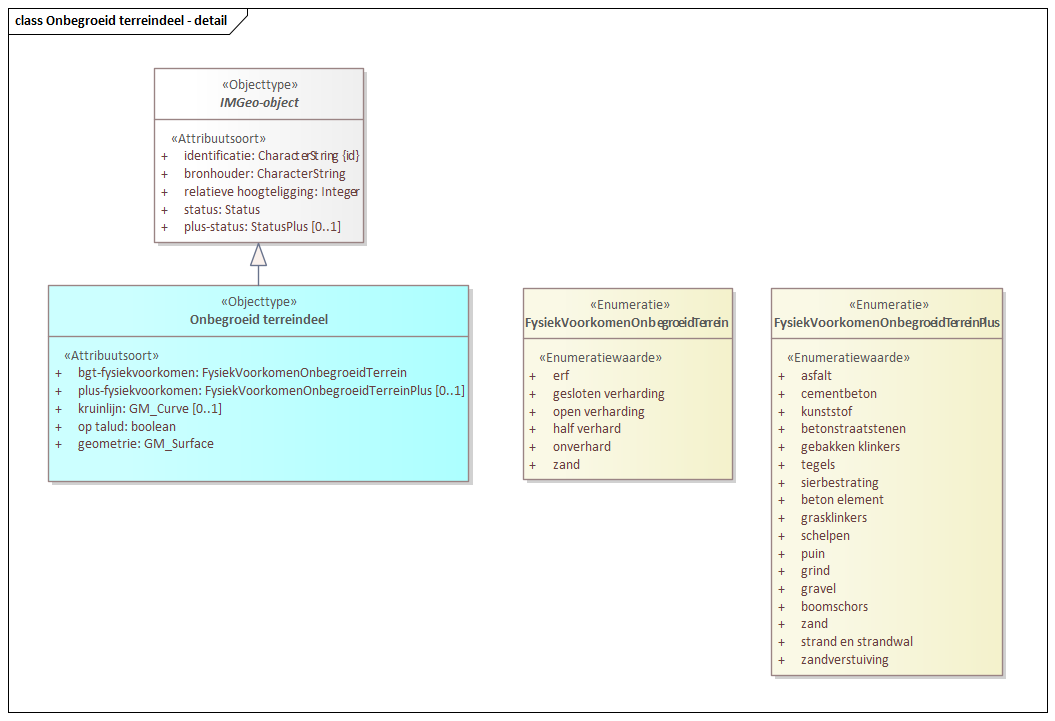 class Onbegroeid terreindeel - detail
«Objecttype»
IMGeo-object
«Attribuutsoort»
+ identificatie: CharacterString {id}
+ bronhouder: CharacterString
+ relatieve hoogteligging: Integer
+ status: Status
+ plus-status: StatusPlus [0..1]
«Objecttype»
Onbegroeid terreindeel
«Attribuutsoort»
+ bgt-fysiekvoorkomen: FysiekVoorkomenOnbegroeidTerrein
+ plus-fysiekvoorkomen: FysiekVoorkomenOnbegroeidTerreinPlus [0..1]
+ kruinlijn: GM_Curve [0..1]
+ op talud: boolean
+ geometrie: GM_Surface
«Enumeratie»
FysiekVoorkomenOnbegroeidTerrein
«Enumeratiewaarde»
+ erf
+ gesloten verharding
+ open verharding
+ half verhard
+ onverhard
+ zand
«Enumeratie»
FysiekVoorkomenOnbegroeidTerreinPlus
«Enumeratiewaarde»
+ asfalt
+ cementbeton
+ kunststof
+ betonstraatstenen
+ gebakken klinkers
+ tegels
+ sierbestrating
+ beton element
+ grasklinkers
+ schelpen
+ puin
+ grind
+ gravel
+ boomschors
+ zand
+ strand en strandwal
+ zandverstuiving